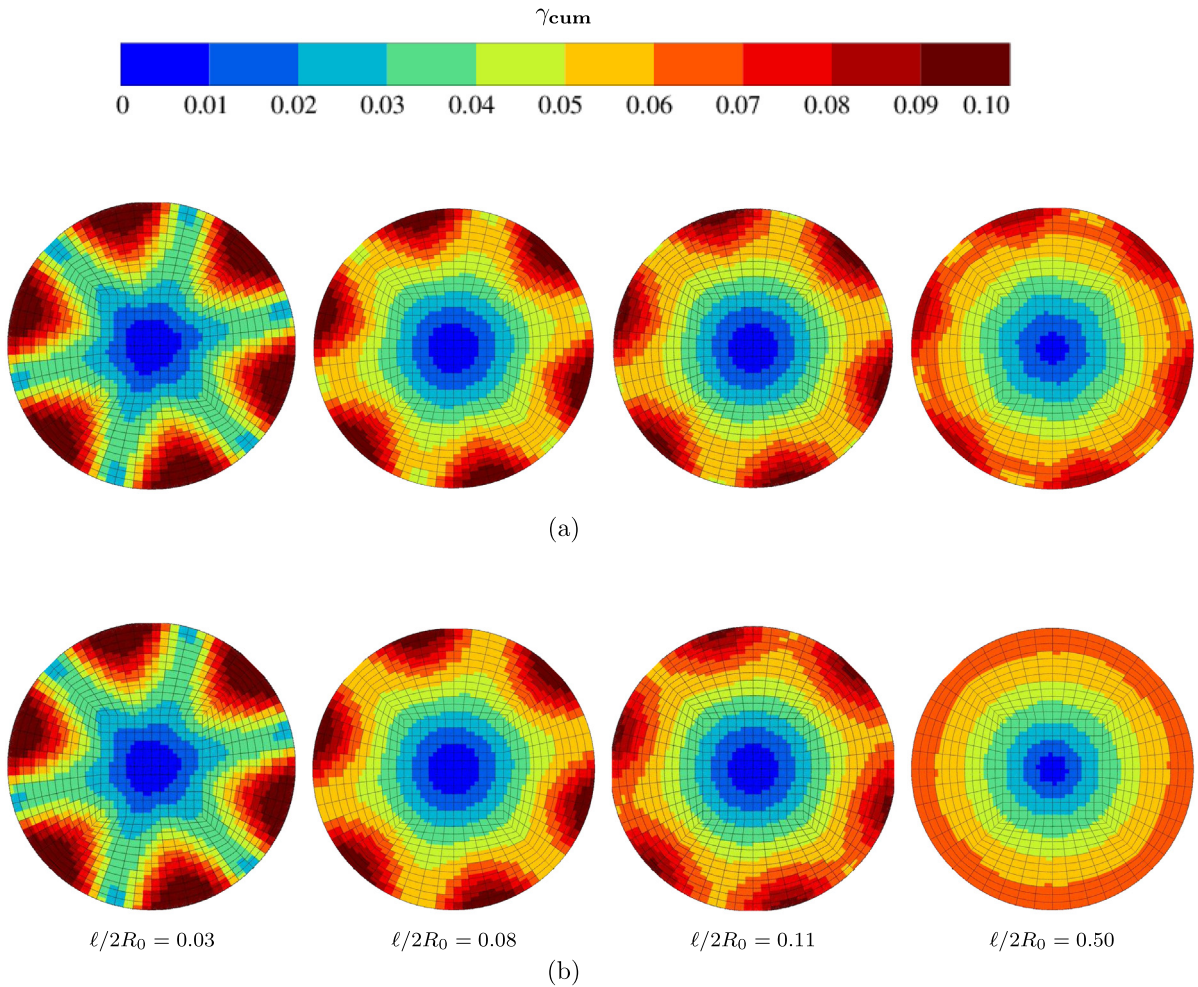 γcum
0 0.01 0.02 0.03 0.04 0.05 0.06 0.07 0.08 0.09 0.10
(a)
ℓ/2R₀ = 0.03 ℓ/2R₀ = 0.08 ℓ/2R₀ = 0.11 ℓ/2R₀ = 0.50
(b)